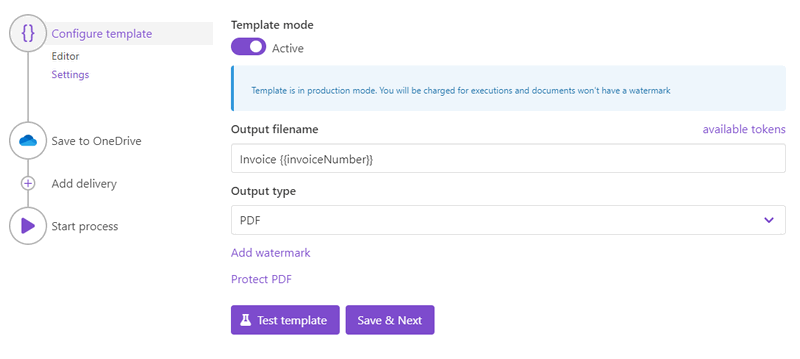 {}
Configure template
Editor
Settings
Save to OneDrive
Add delivery
Start process
Template mode
Active
Template is in production mode. You will be charged for executions and documents won't have a watermark
Output filename
available tokens
Invoice {{invoiceNumber}}
Output type
PDF
Add watermark
Protect PDF
Test template
Save & Next